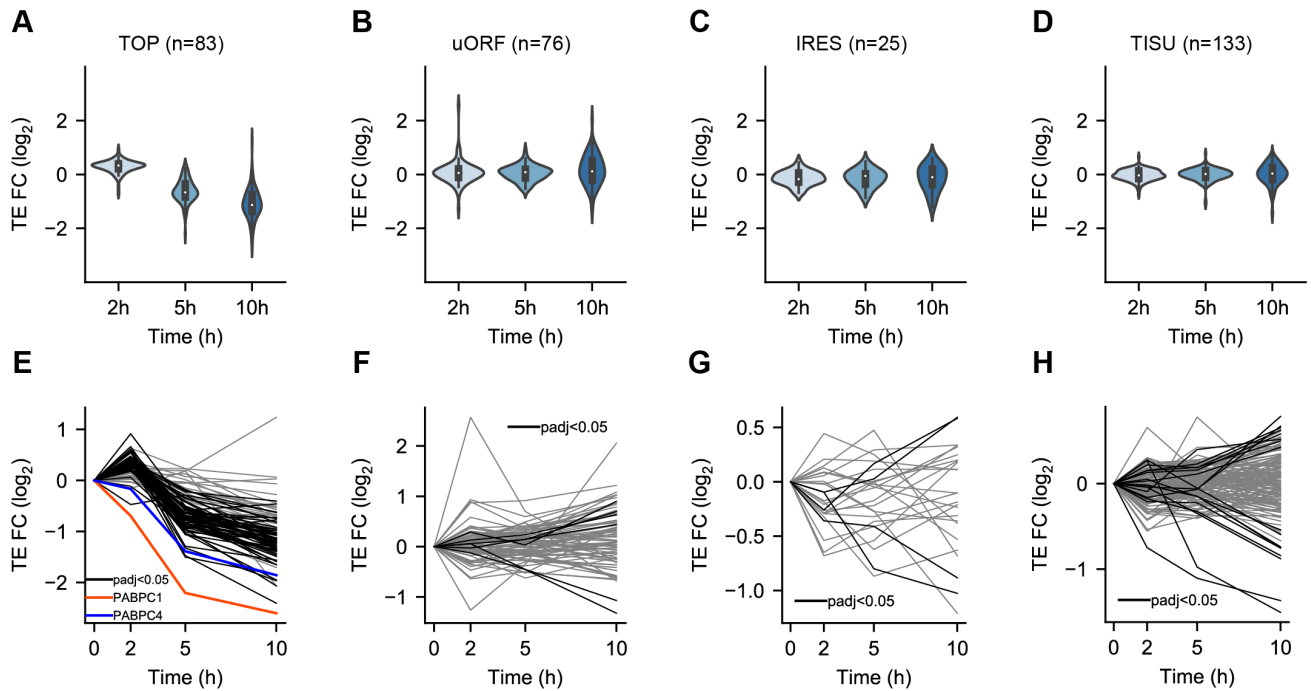 A
TOP (n=83)
TE FC (log2)
2
0
−2
2h
5h
10h
Time (h)
B
uORF (n=76)
TE FC (log2)
2
0
−2
2h
5h
10h
Time (h)
C
IRES (n=25)
TE FC (log2)
2
0
−2
2h
5h
10h
Time (h)
D
TISU (n=133)
TE FC (log2)
2
0
−2
2h
5h
10h
Time (h)
E
TE FC (log2)
1
0
−1
−2
padj<0.05
PABPC1
PABPC4
0
2
5
10
Time (h)
F
TE FC (log2)
2
1
0
−1
padj<0.05
0
2
5
10
Time (h)
G
TE FC (log2)
0.5
0.0
−0.5
−1.0
padj<0.05
0
2
5
10
Time (h)
H
TE FC (log2)
0
−1
padj<0.05
0
2
5
10
Time (h)